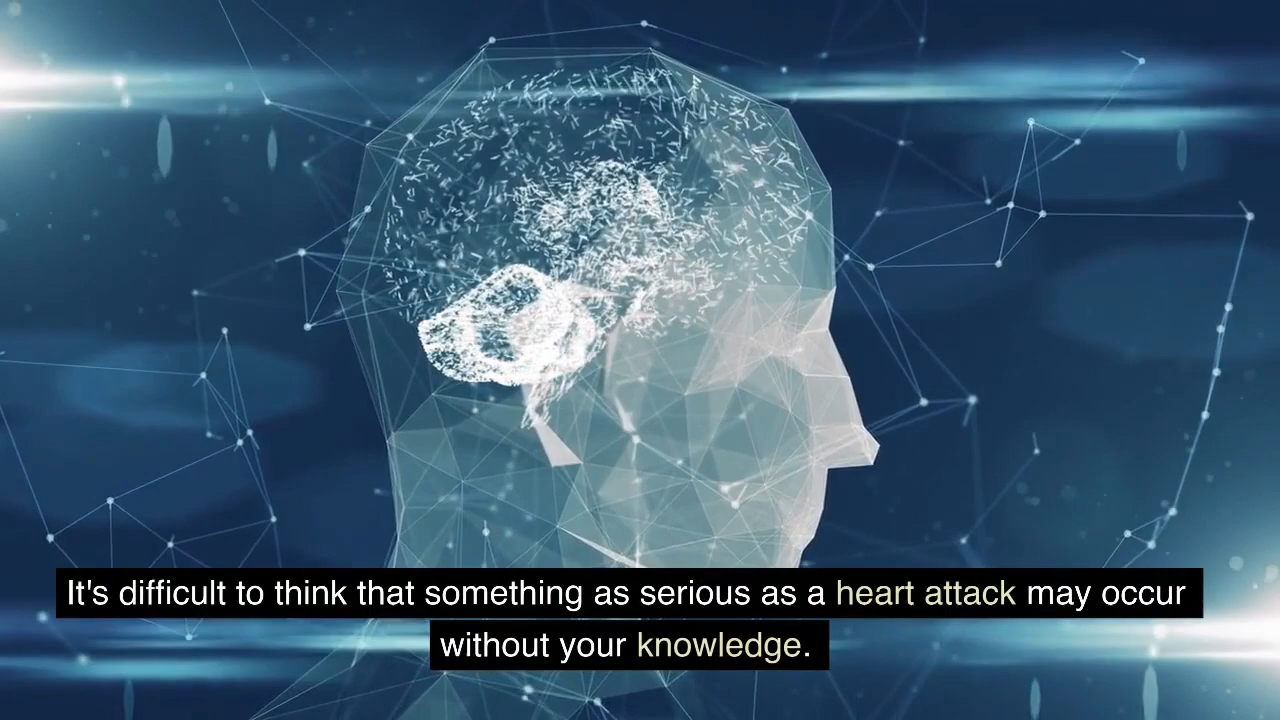 It's difficult to think that something as serious as a heart attack may occur
without your knowledge.